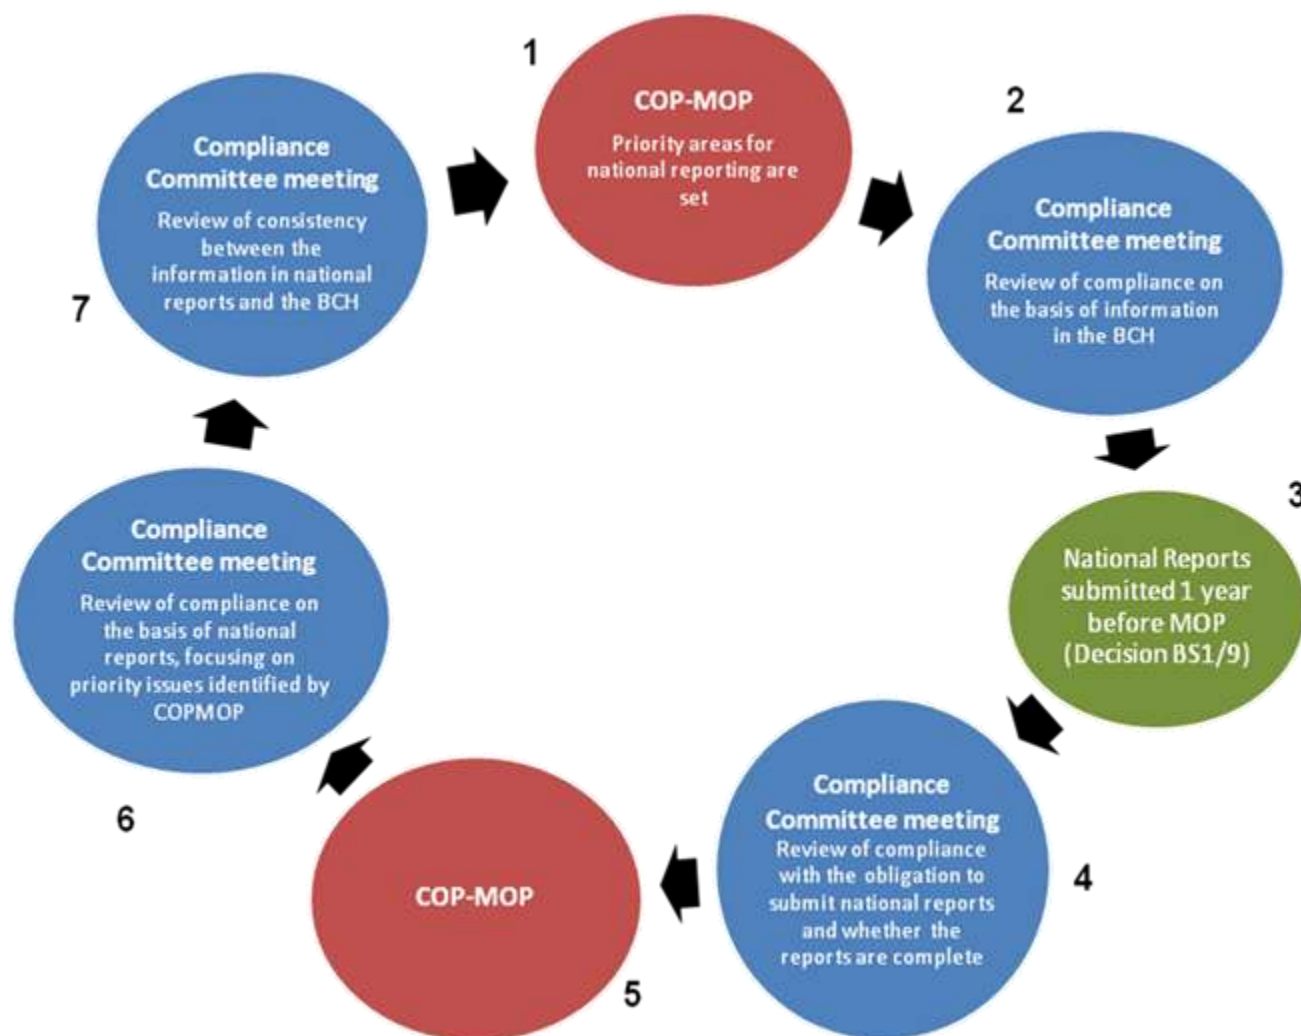 1
COP-MOP
Priority areas for
national reporting are
set
2
Compliance
Committee meeting
Review of compliance on
the basis of information
in the BCH
3
National Reports
submitted 1 year
before MOP
(Decision BS1/9)
4
Compliance
Committee meeting
Review of compliance
with the obligation to
submit national reports
and whether the
reports are complete
5
COP-MOP
6
Compliance
Committee meeting
Review of compliance on
the basis of national
reports, focusing on
priority issues identified by
COPMOP
7
Compliance
Committee meeting
Review of consistency
between the
information in national
reports and the BCH